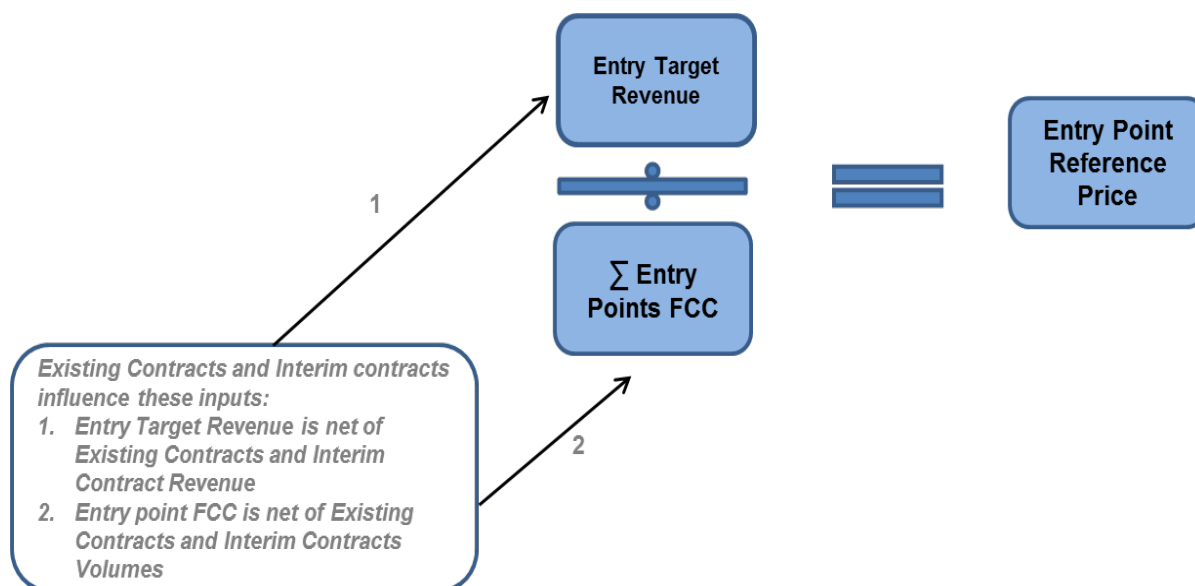 Entry Target
Revenue
Entry Point
Reference
Price
1
∑ Entry
Points FCC
Existing Contracts and Interim contracts
influence these inputs:
1. Entry Target Revenue is net of
Existing Contracts and Interim
Contract Revenue
2. Entry point FCC is net of Existing
Contracts and Interim Contracts
Volumes
2